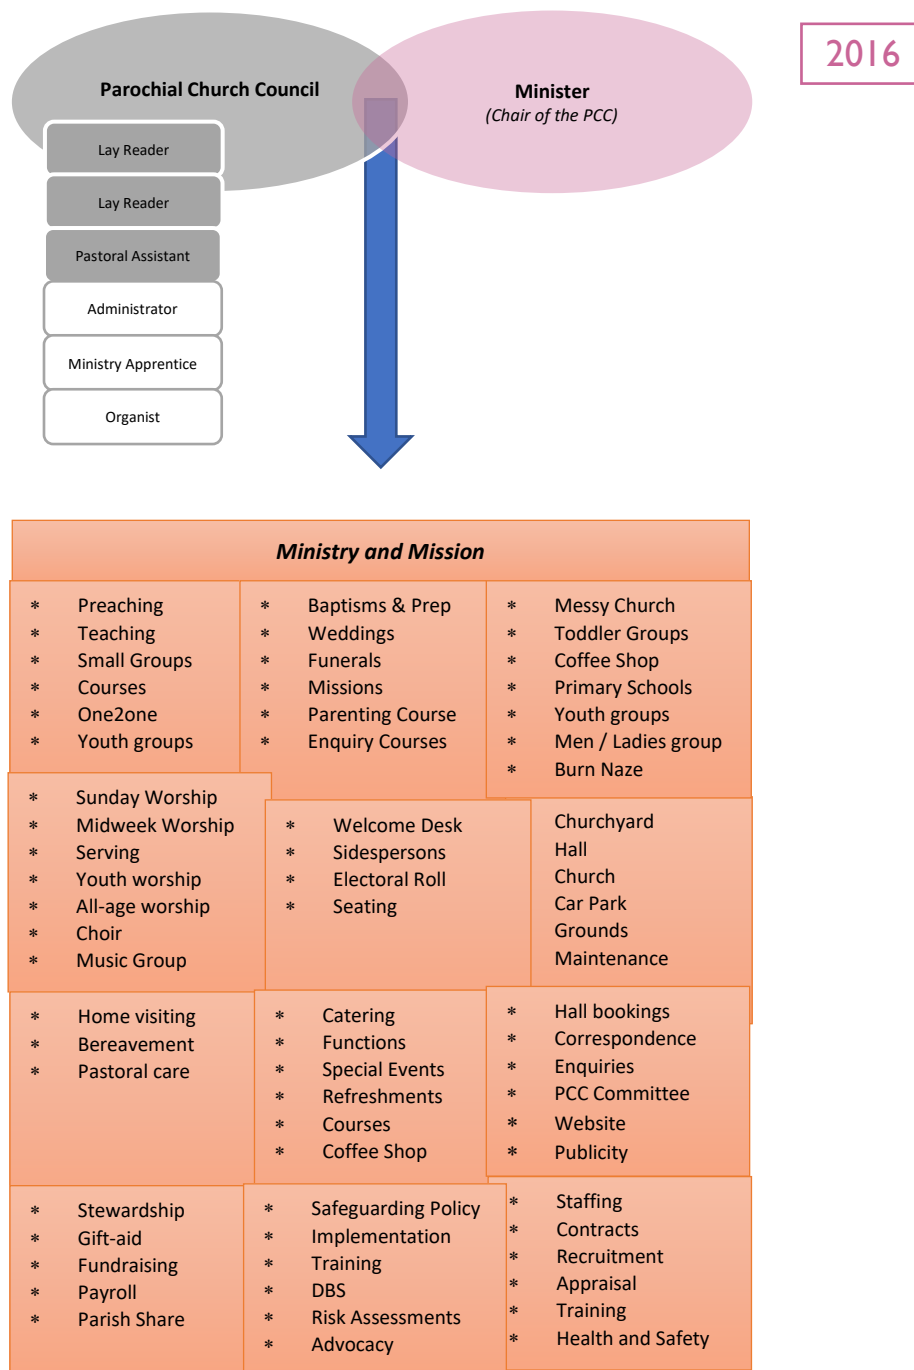 2016
Parochial Church Council
Minister
(Chair of the PCC)
Lay Reader
Lay Reader
Pastoral Assistant
Administrator
Ministry Apprentice
Organist
Ministry and Mission
* Preaching
* Teaching
* Small Groups
* Courses
* One2one
* Youth groups
* Baptisms & Prep
* Weddings
* Funerals
* Missions
* Parenting Course
* Enquiry Courses
* Messy Church
* Toddler Groups
* Coffee Shop
* Primary Schools
* Youth groups
* Men / Ladies group
* Burn Naze
* Sunday Worship
* Midweek Worship
* Serving
* Youth worship
* All-age worship
* Choir
* Music Group
* Welcome Desk
* Sidespersons
* Electoral Roll
* Seating
Churchyard
Hall
Church
Car Park
Grounds
Maintenance
* Home visiting
* Bereavement
* Pastoral care
* Catering
* Functions
* Special Events
* Refreshments
* Courses
* Coffee Shop
* Hall bookings
* Correspondence
* Enquiries
* PCC Committee
* Website
* Publicity
* Stewardship
* Gift-aid
* Fundraising
* Payroll
* Parish Share
* Safeguarding Policy
* Implementation
* Training
* DBS
* Risk Assessments
* Advocacy
* Staffing
* Contracts
* Recruitment
* Appraisal
* Training
* Health and Safety